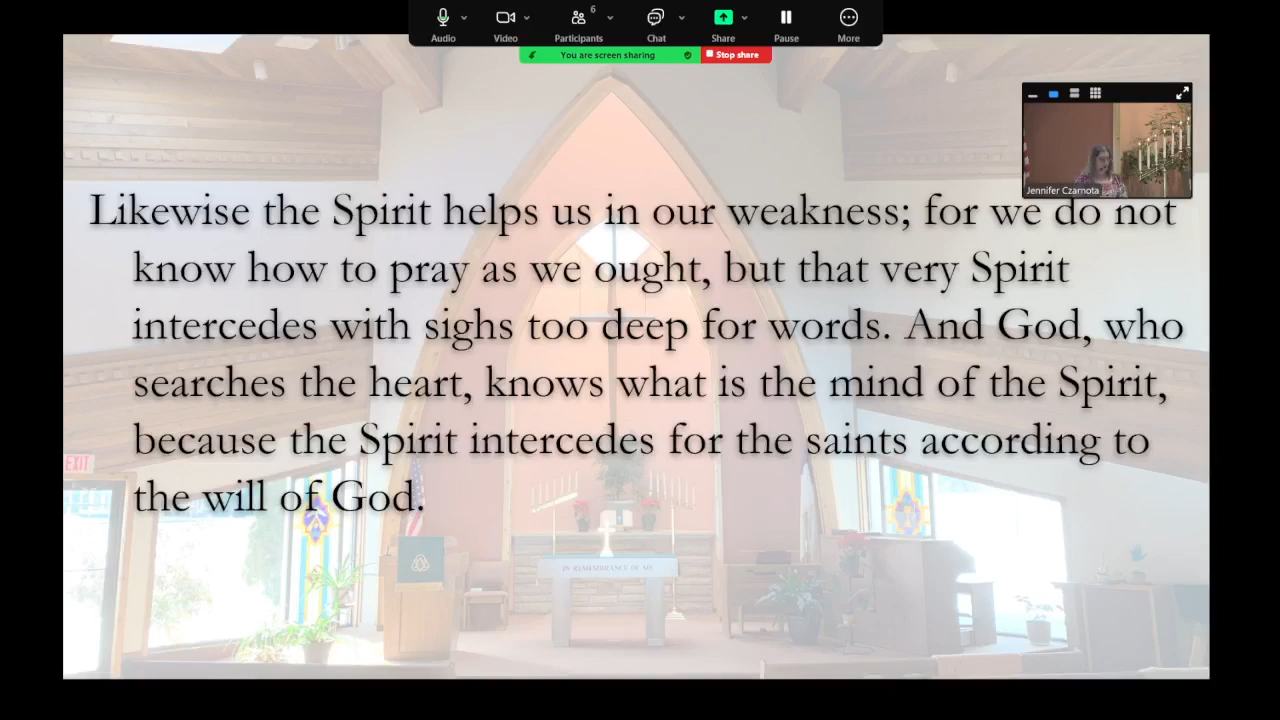 6
Audio
Video
Participants
Chat
Share
Pause
More
You are screen sharing
Stop share
Jennifer Czarnota
Likewise the Spirit helps us in our weakness; for we do not
know how to pray as we ought, but that very Spirit
intercedes with sighs too deep for words. And God, who
searches the heart, knows what is the mind of the Spirit,
because the Spirit intercedes for the saints according to
the will of God.
EXIT
IN REMEMBRANCE OF ME